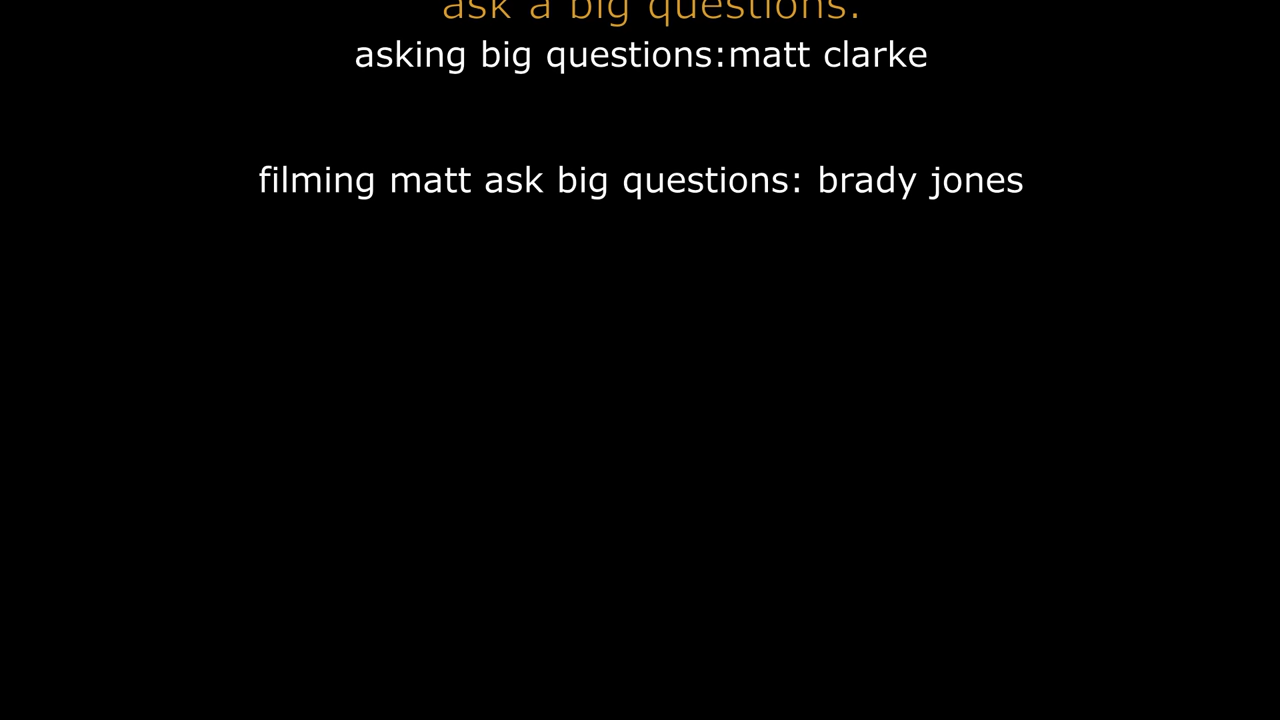 ask a big questions.
asking big questions:matt clarke
filming matt ask big questions: brady jones